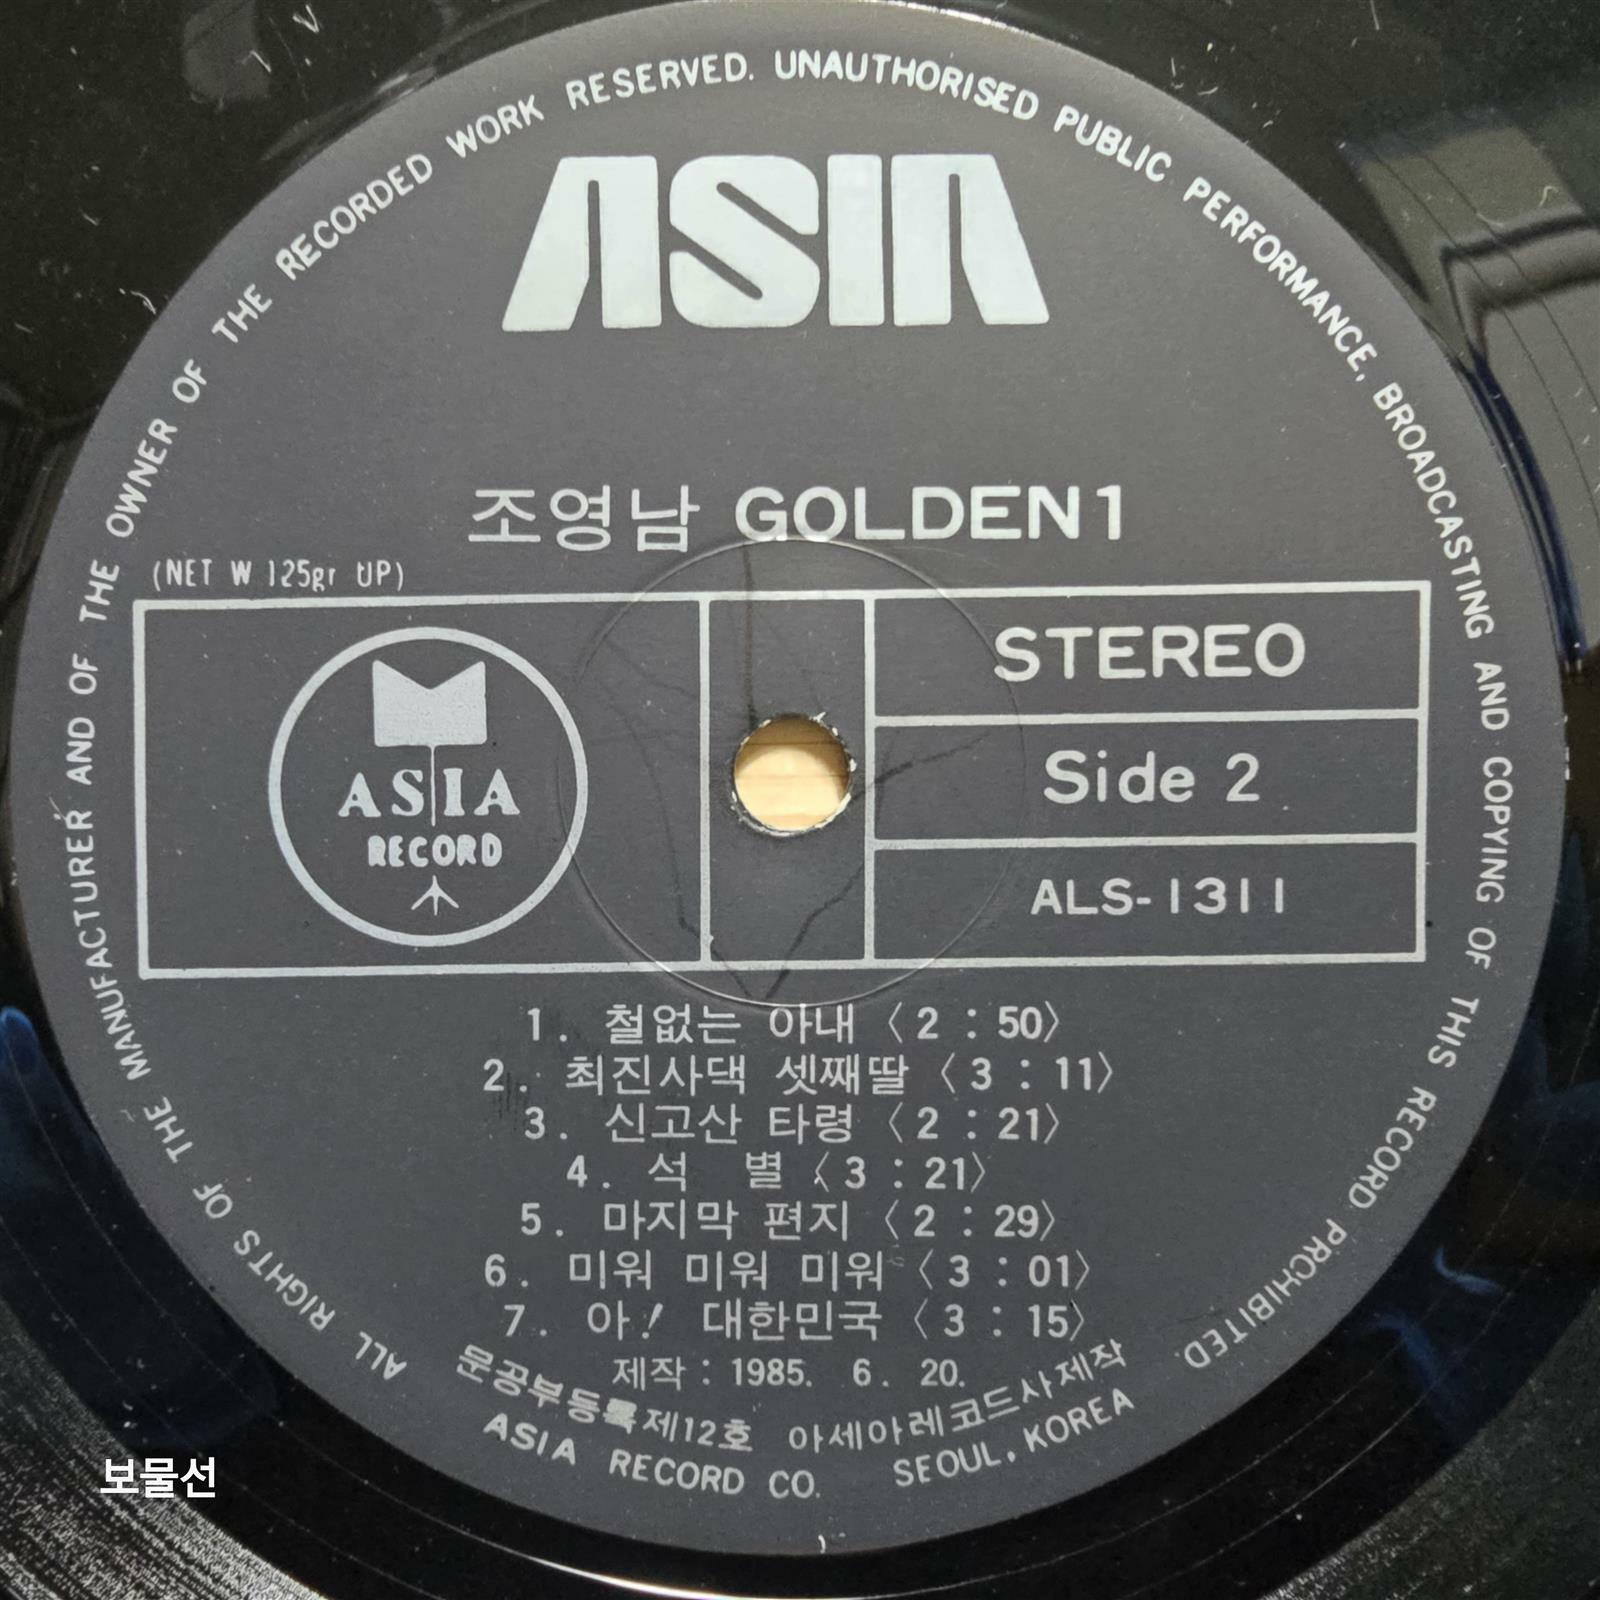 ALL RIGHTS OF THE MANUFACTURER AND OF THE OWNER OF THE RECORDED WORK RESERVED. UNAUTHORISED PUBLIC PERFORMANCE, BROADCASTING AND COPYING OF THIS RECORD PROHIBITED.
ASIA
조영남 GOLDEN 1
(NET W 125gr UP)
ASIA
RECORD
STEREO
Side 2
ALS-1311
1. 철없는 아내 〈2 : 50〉
2. 최진사댁 셋째딸 〈3 : 11〉
3. 신고산 타령 〈2 : 21〉
4. 석 별 〈3 : 21〉
5. 마지막 편지 〈2 : 29〉
6. 미워 미워 미워 〈3 : 01〉
7. 아! 대한민국 〈3 : 15〉
제작 : 1985. 6. 20.
문공부등록제12호 아세아레코드사제작
ASIA RECORD CO. SEOUL, KOREA
보물선